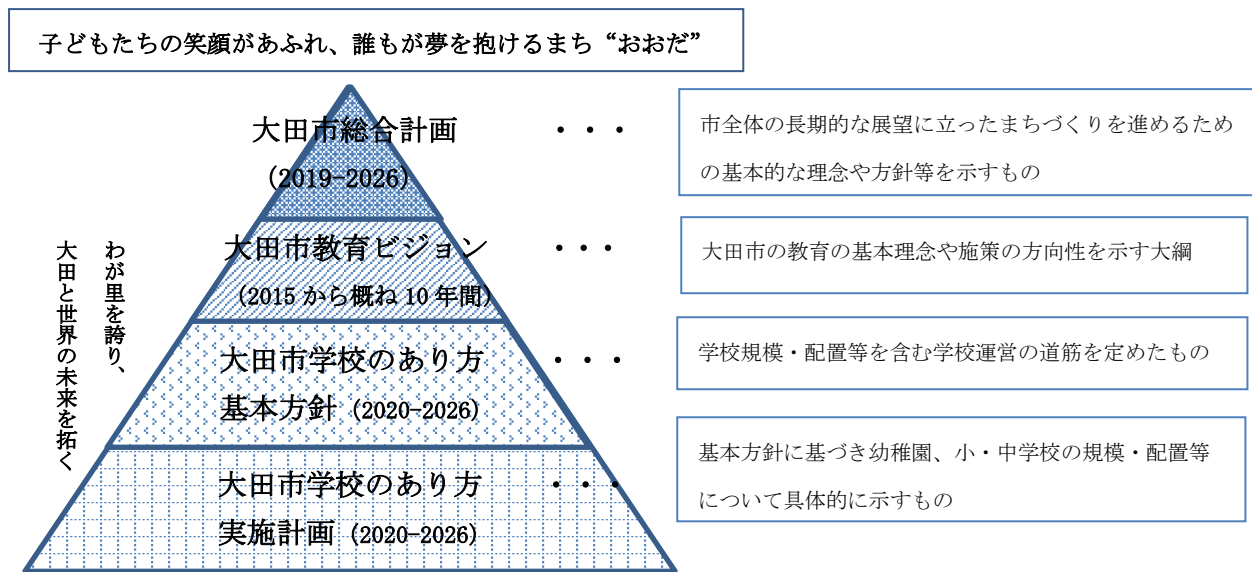 子どもたちの笑顔があふれ、誰もが夢を抱けるまち“おおだ”
大田市総合計画 ・・・
(2019-2026)
市全体の長期的な展望に立ったまちづくりを進めるため
の基本的な理念や方針等を示すもの
大田市教育ビジョン ・・・
(2015 から概ね 10 年間)
大田市の教育の基本理念や施策の方向性を示す大綱
わが里を誇り、
大田と世界の未来を拓く
大田市学校のあり方 ・・・
基本方針 (2020-2026)
学校規模・配置等を含む学校運営の道筋を定めたもの
大田市学校のあり方 ・・・
実施計画 (2020-2026)
基本方針に基づき幼稚園、小・中学校の規模・配置等
について具体的に示すもの